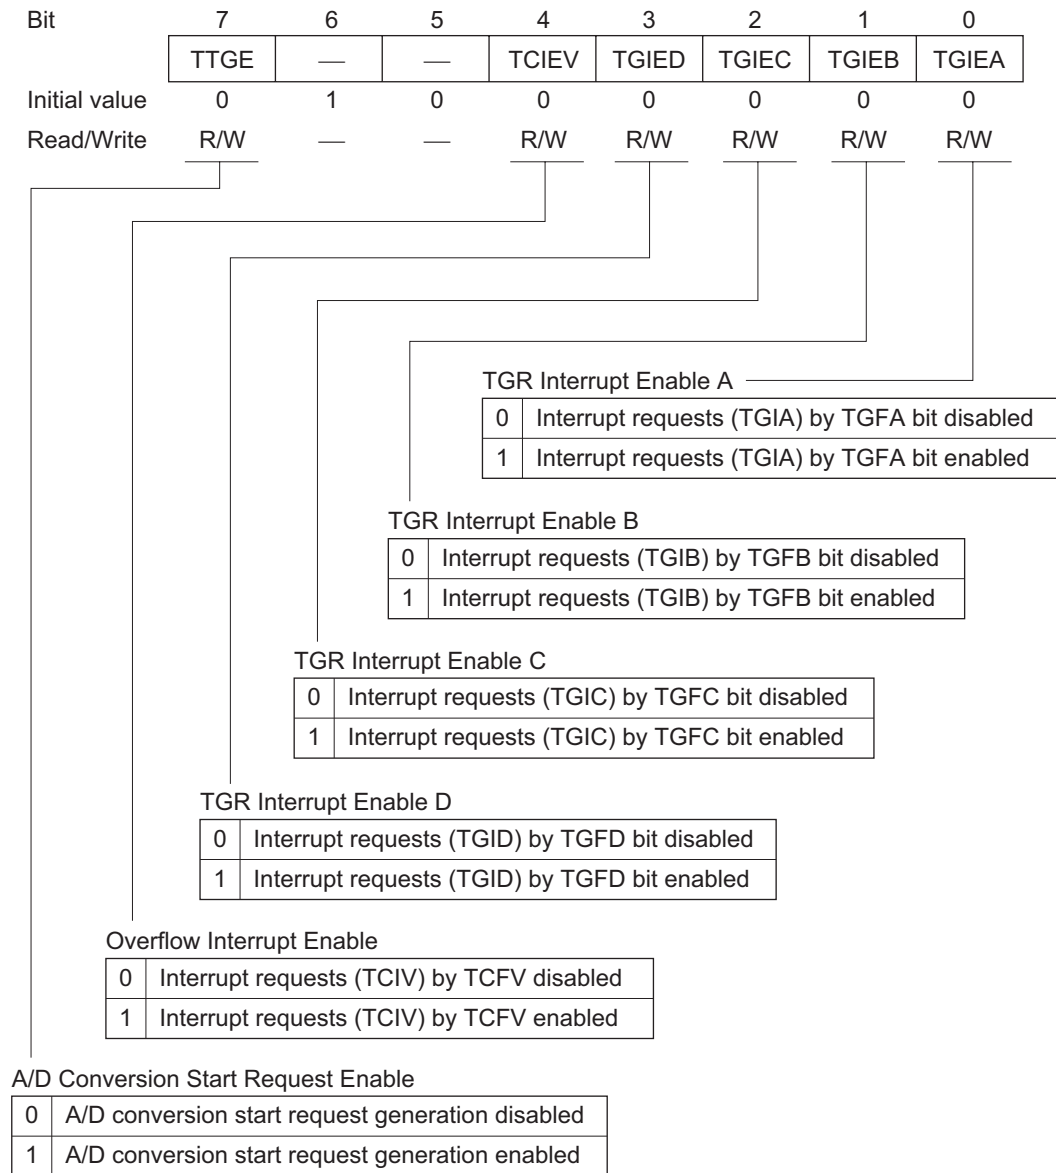 Bit 7 6 5 4 3 2 1 0
TTGE — — TCIEV TGIED TGIEC TGIEB TGIEA
Initial value 0 1 0 0 0 0 0 0
Read/Write R/W — — R/W R/W R/W R/W R/W
TGR Interrupt Enable A
0 Interrupt requests (TGIA) by TGFA bit disabled
1 Interrupt requests (TGIA) by TGFA bit enabled
TGR Interrupt Enable B
0 Interrupt requests (TGIB) by TGFB bit disabled
1 Interrupt requests (TGIB) by TGFB bit enabled
TGR Interrupt Enable C
0 Interrupt requests (TGIC) by TGFC bit disabled
1 Interrupt requests (TGIC) by TGFC bit enabled
TGR Interrupt Enable D
0 Interrupt requests (TGID) by TGFD bit disabled
1 Interrupt requests (TGID) by TGFD bit enabled
Overflow Interrupt Enable
0 Interrupt requests (TCIV) by TCFV disabled
1 Interrupt requests (TCIV) by TCFV enabled
A/D Conversion Start Request Enable
0 A/D conversion start request generation disabled
1 A/D conversion start request generation enabled